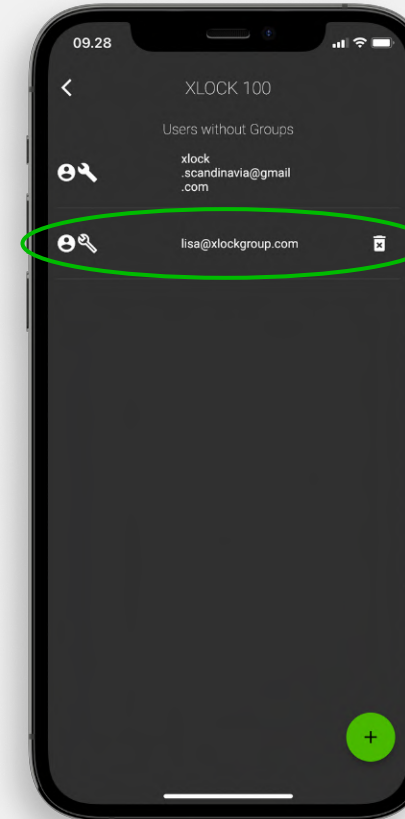 09.28
XLOCK 100
Users without Groups
xlock
.scandinavia@gmail
.com
lisa@xlockgroup.com
+